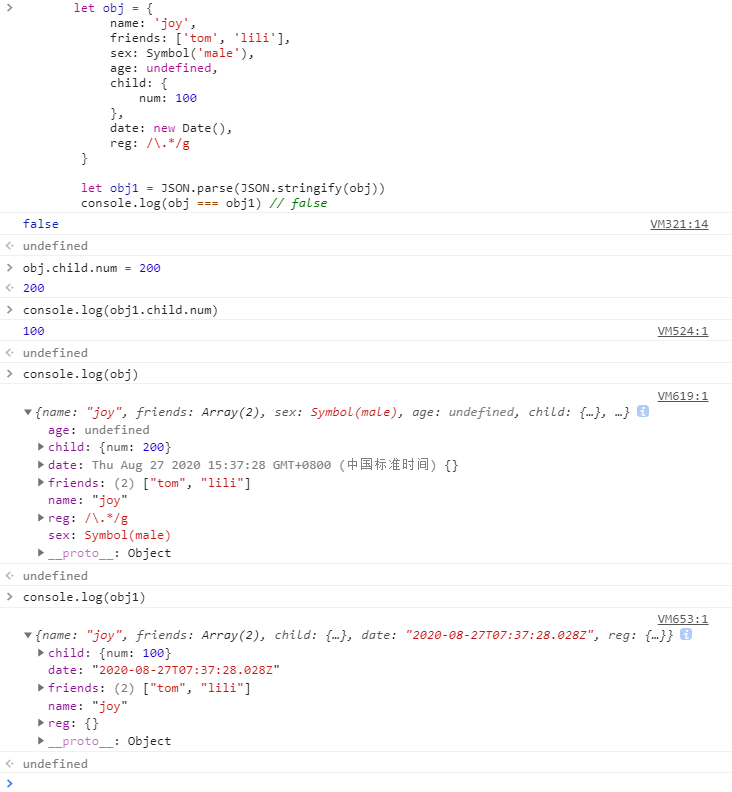 let obj = {
name: 'joy',
friends: ['tom', 'lili'],
sex: Symbol('male'),
age: undefined,
child: {
num: 100
},
date: new Date(),
reg: /\.*/g
}
let obj1 = JSON.parse(JSON.stringify(obj))
console.log(obj === obj1) // false
false VM321:14
undefined
obj.child.num = 200
200
console.log(obj1.child.num)
100 VM524:1
undefined
console.log(obj)
VM619:1
{name: "joy", friends: Array(2), sex: Symbol(male), age: undefined, child: {…}, …}
age: undefined
child: {num: 200}
date: Thu Aug 27 2020 15:37:28 GMT+0800 (中国标准时间) {}
friends: (2) ["tom", "lili"]
name: "joy"
reg: /\.*/g
sex: Symbol(male)
__proto__: Object
undefined
console.log(obj1)
VM653:1
{name: "joy", friends: Array(2), child: {…}, date: "2020-08-27T07:37:28.028Z", reg: {…}}
child: {num: 100}
date: "2020-08-27T07:37:28.028Z"
friends: (2) ["tom", "lili"]
name: "joy"
reg: {}
__proto__: Object
undefined